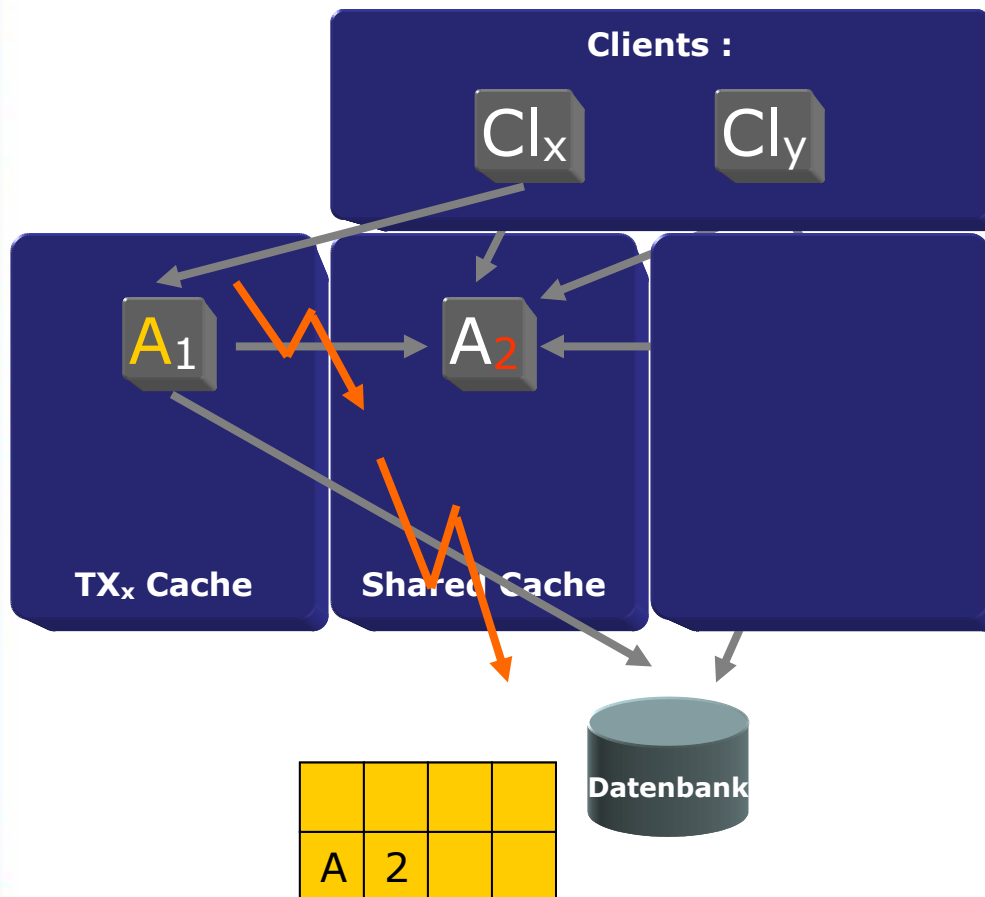 Clients :
Clx Cly
A1 A2
TXx Cache Shared Cache
Datenbank
A 2